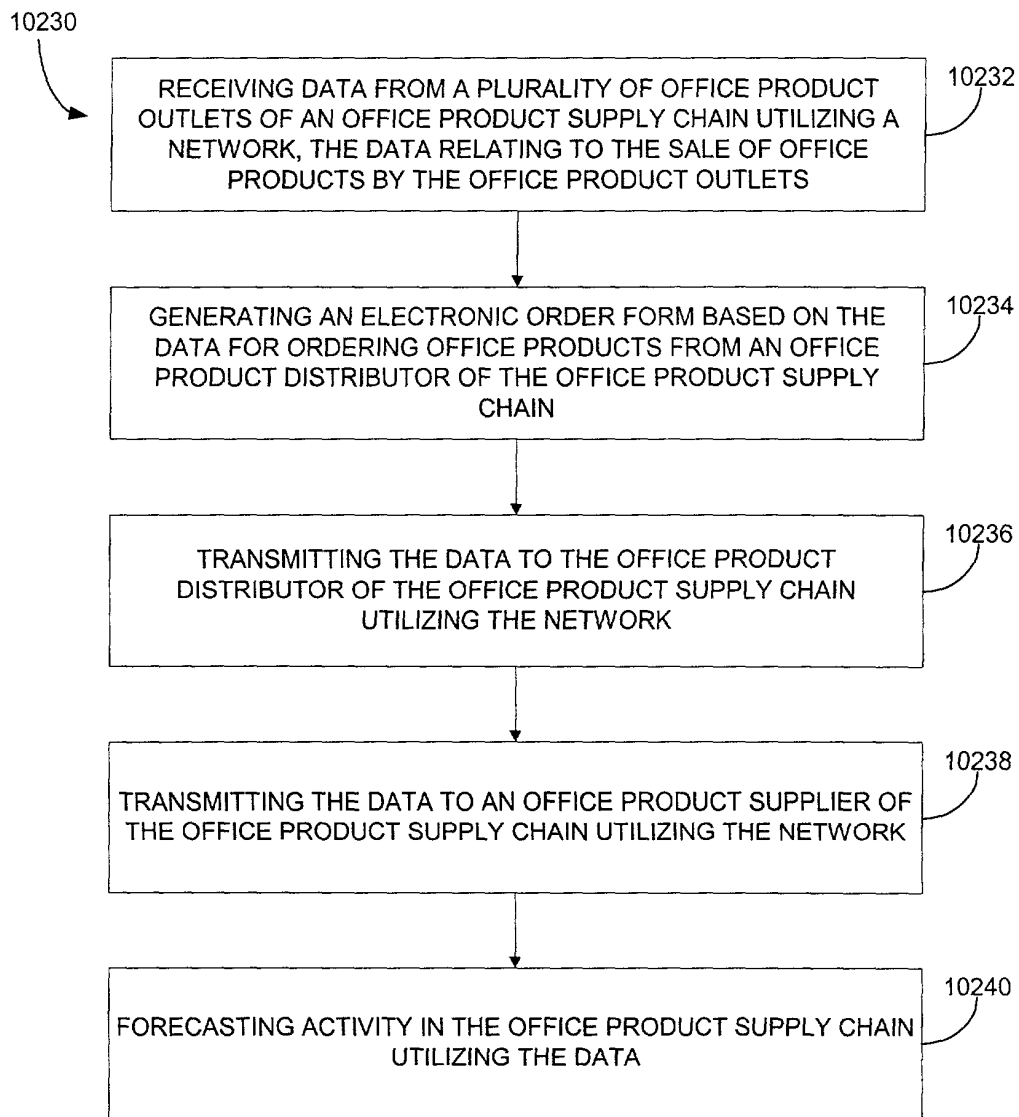 10230
RECEIVING DATA FROM A PLURALITY OF OFFICE PRODUCT
OUTLETS OF AN OFFICE PRODUCT SUPPLY CHAIN UTILIZING A
NETWORK, THE DATA RELATING TO THE SALE OF OFFICE
PRODUCTS BY THE OFFICE PRODUCT OUTLETS
10232
GENERATING AN ELECTRONIC ORDER FORM BASED ON THE
DATA FOR ORDERING OFFICE PRODUCTS FROM AN OFFICE
PRODUCT DISTRIBUTOR OF THE OFFICE PRODUCT SUPPLY
CHAIN
10234
TRANSMITTING THE DATA TO THE OFFICE PRODUCT
DISTRIBUTOR OF THE OFFICE PRODUCT SUPPLY CHAIN
UTILIZING THE NETWORK
10236
TRANSMITTING THE DATA TO AN OFFICE PRODUCT SUPPLIER OF
THE OFFICE PRODUCT SUPPLY CHAIN UTILIZING THE NETWORK
10238
FORECASTING ACTIVITY IN THE OFFICE PRODUCT SUPPLY CHAIN
UTILIZING THE DATA
10240